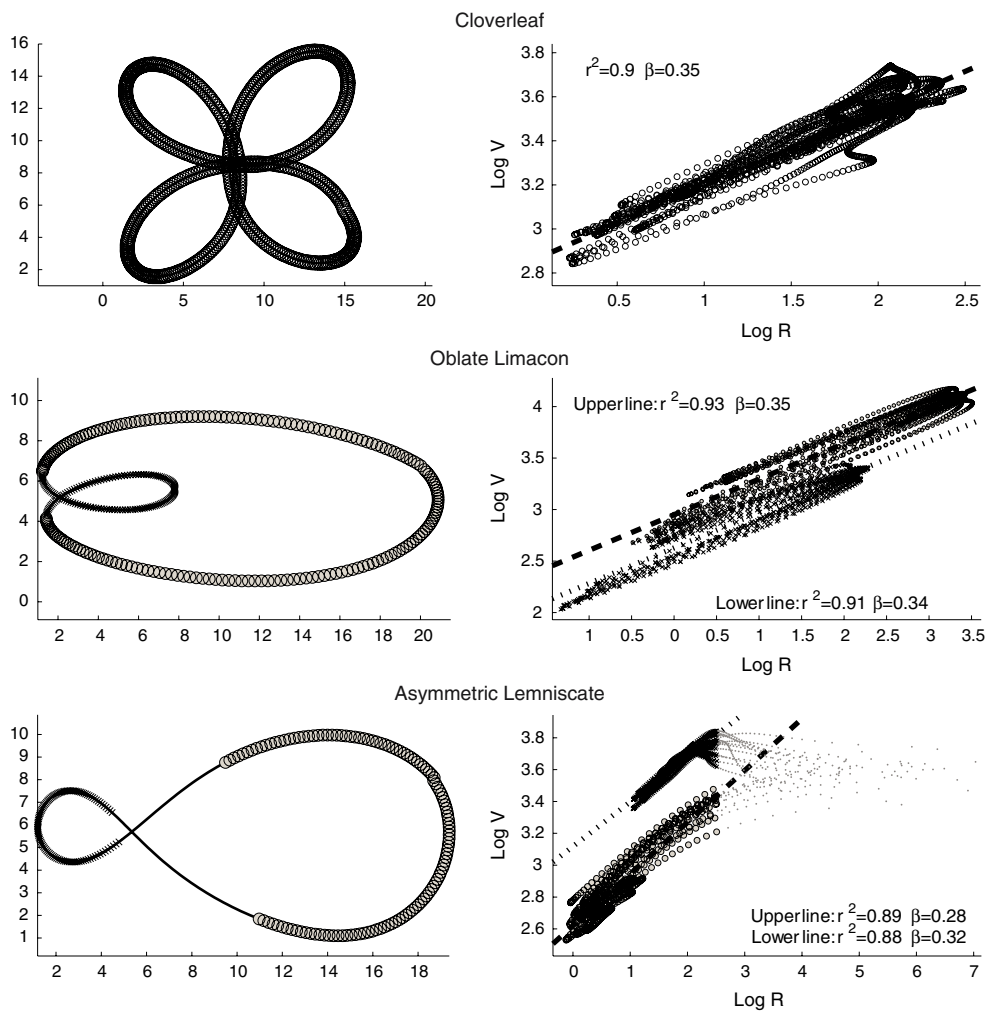 Cloverleaf
16
14
12
10
8
6
4
2
0 5 10 15 20
3.8
3.6
3.4
3.2
3
2.8
Log V
r²=0.9 β=0.35
0.5 1 1.5 2 2.5
Log R
Oblate Limacon
10
8
6
4
2
0
2 4 6 8 10 12 14 16 18 20
4
3.5
3
2.5
2
Log V
Upperline: r²=0.93 β=0.35
Lowerline: r²=0.91 β=0.34
1 0.5 0 0.5 1 1.5 2 2.5 3 3.5
Log R
Asymmetric Lemniscate
10
9
8
7
6
5
4
3
2
1
2 4 6 8 10 12 14 16 18
3.8
3.6
3.4
3.2
3
2.8
2.6
Log V
Upperline: r²=0.89 β=0.28
Lowerline: r²=0.88 β=0.32
0 1 2 3 4 5 6 7
Log R